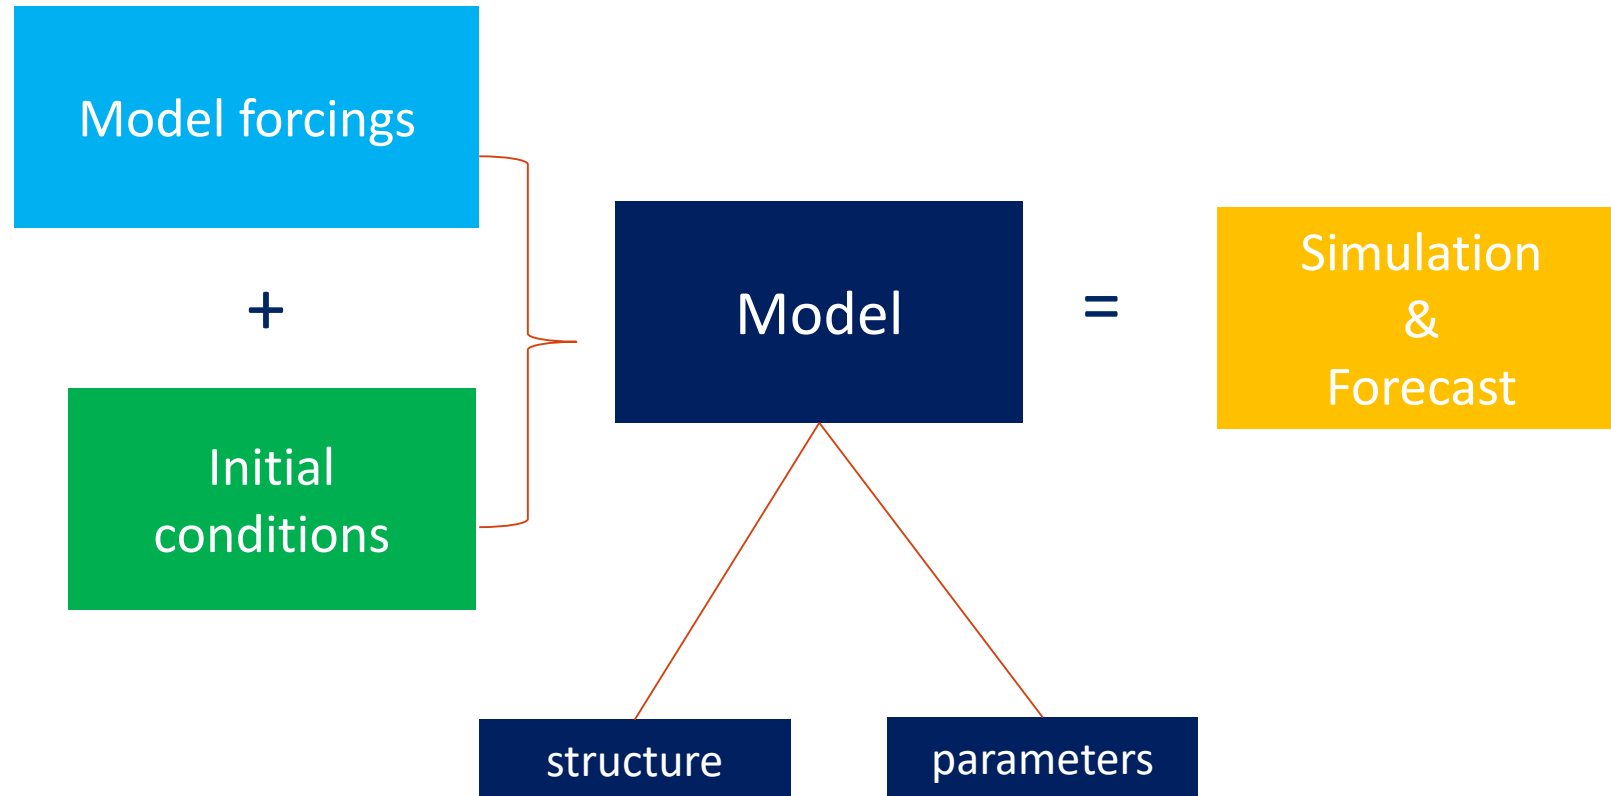 Model forcings
+
Initial
conditions
Model
=
Simulation
&
Forecast
structure
parameters